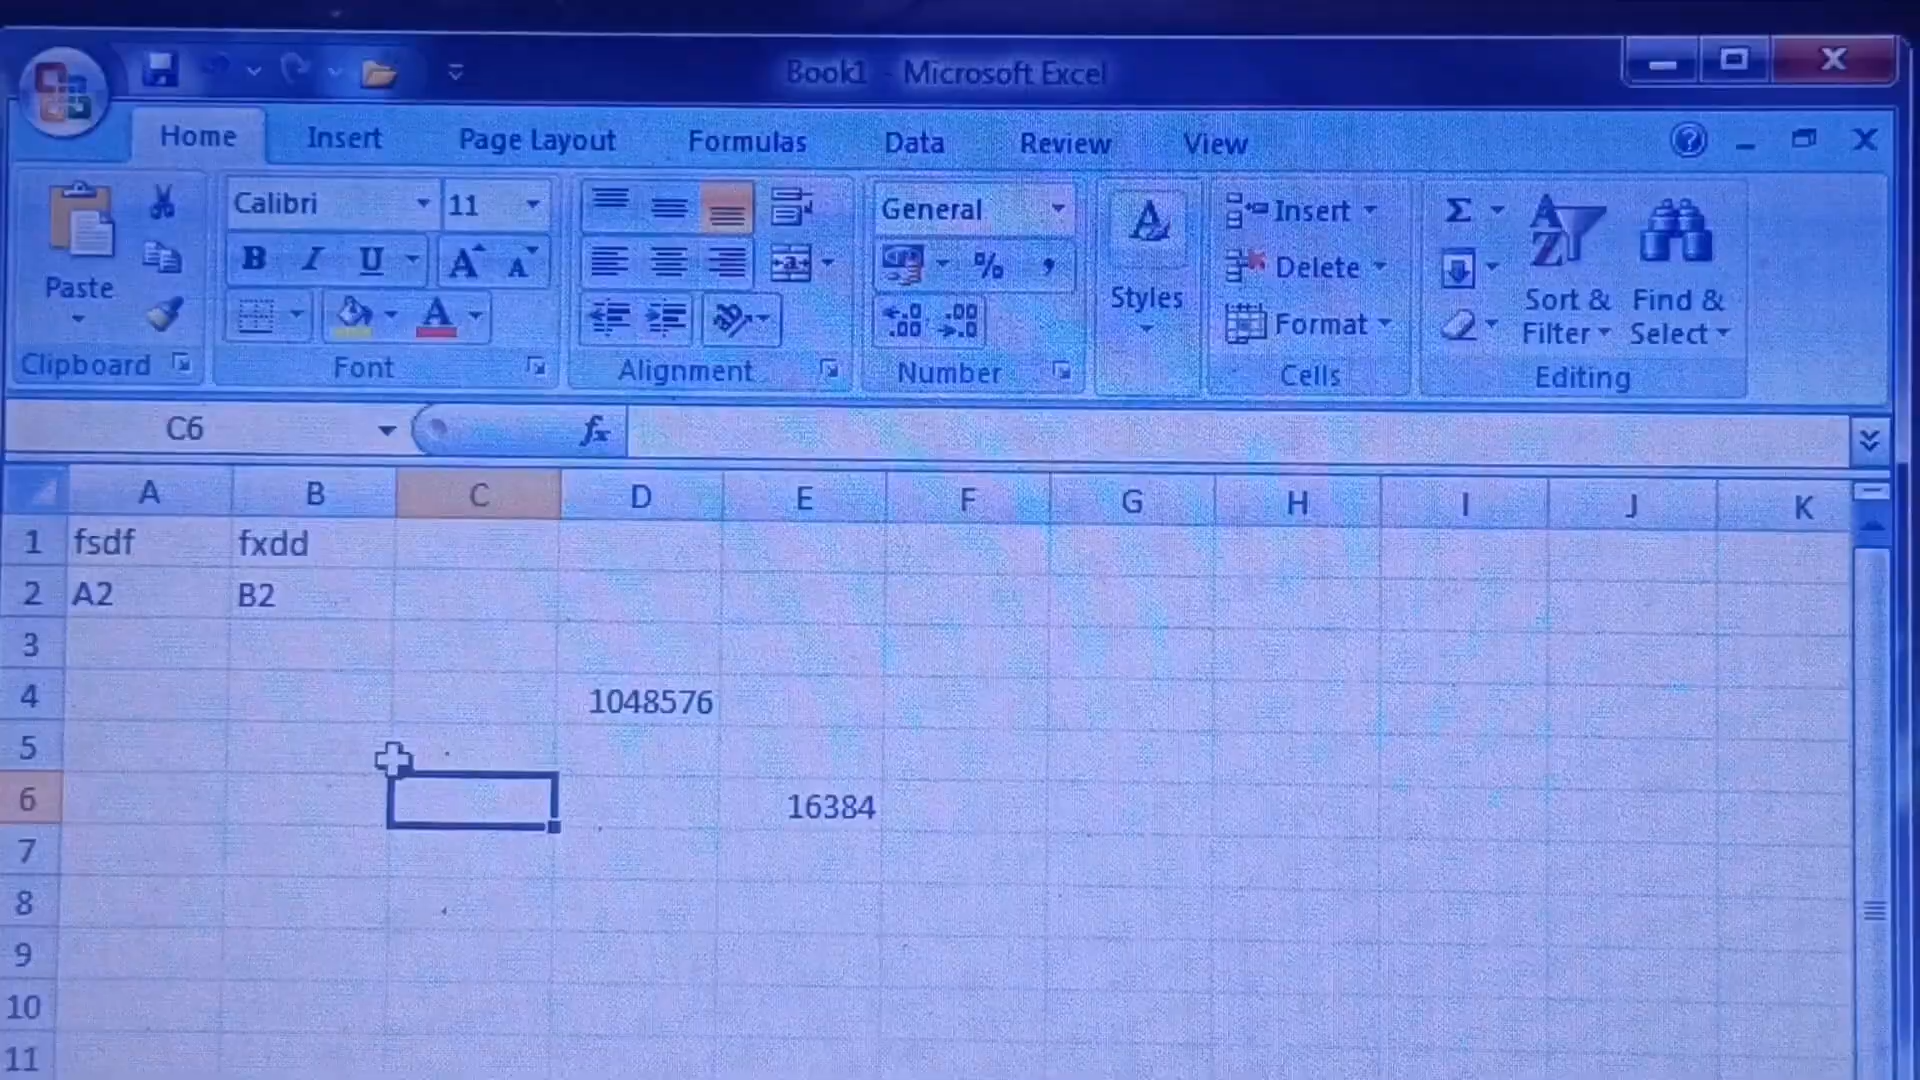 Book1 - Microsoft Excel
Home Insert Page Layout Formulas Data Review View
Calibri 11 General Insert
B I U A A % , Delete
Paste Styles Sort & Filter Find & Select
A Format
Clipboard Font Alignment Number Cells Editing
C6 fx
A B C D E F G H I J K
1 fsdf fxdd
2 A2 B2
3
4 1048576
5
6 16384
7
8
9
10
11